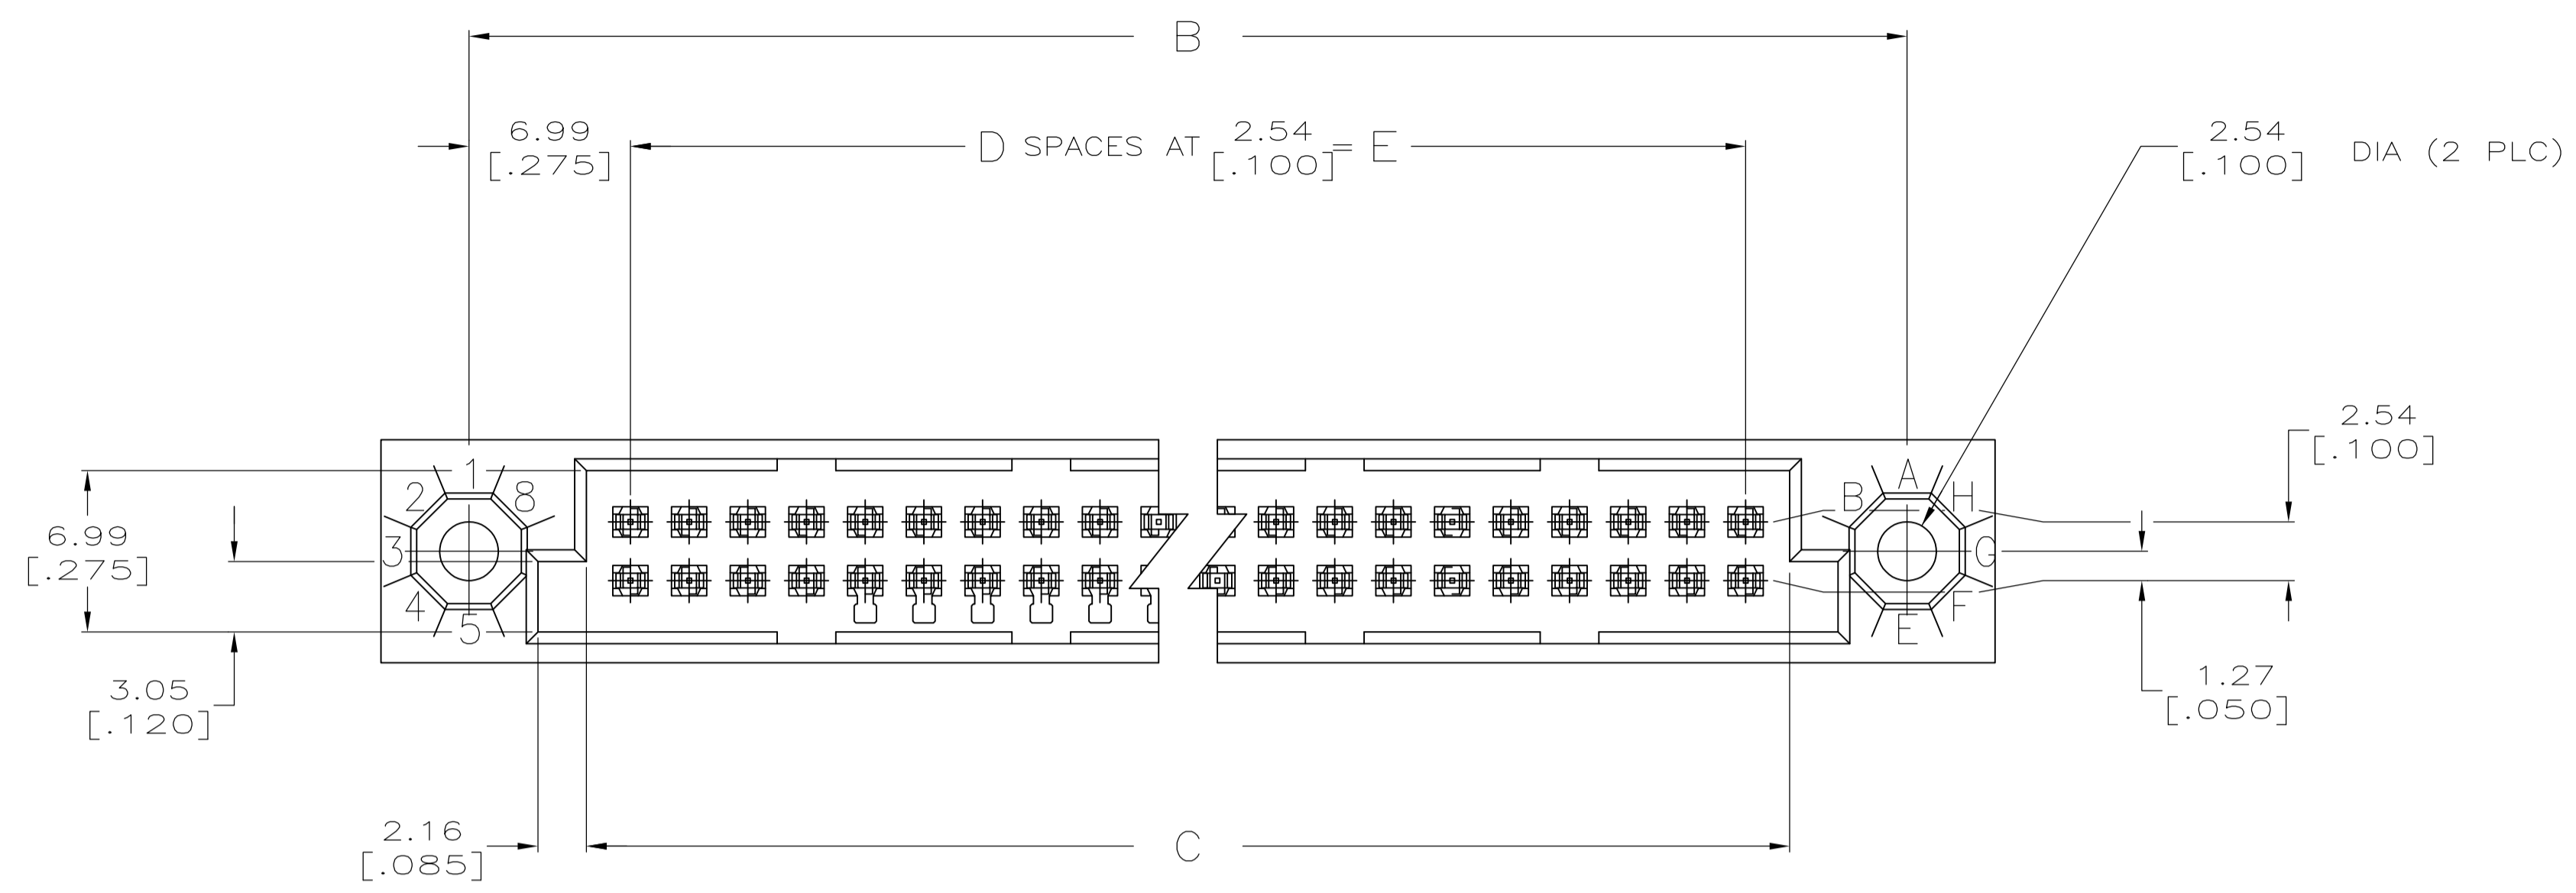 B
6.99
[.275]
D SPACES AT 2.54 [.100] = E
2.54
[.100] DIA (2 PLC)
2.54
[.100]
1
2 8
3
4
5
A
B H
G
F
E
6.99
[.275]
3.05
[.120]
1.27
[.050]
2.16
[.085]
C